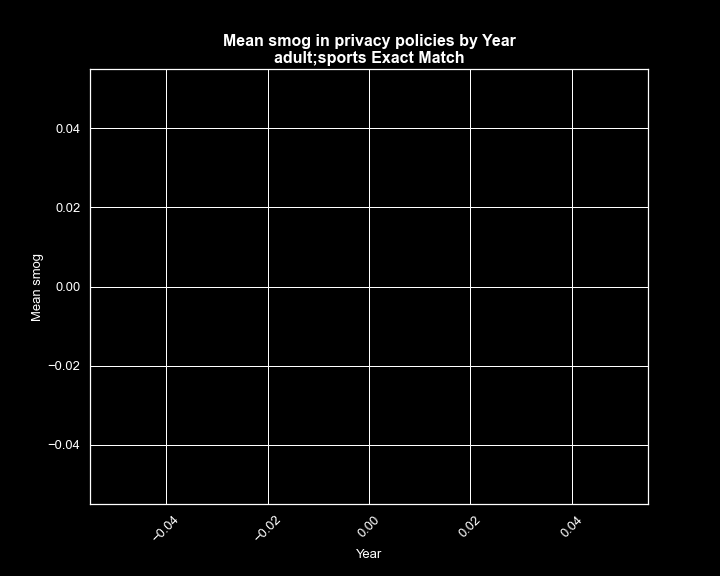 Mean smog in privacy policies by Year
adult;sports Exact Match
0.04
0.02
0.00
−0.02
−0.04
Mean smog
−0.04
−0.02
0.00
0.02
0.04
Year